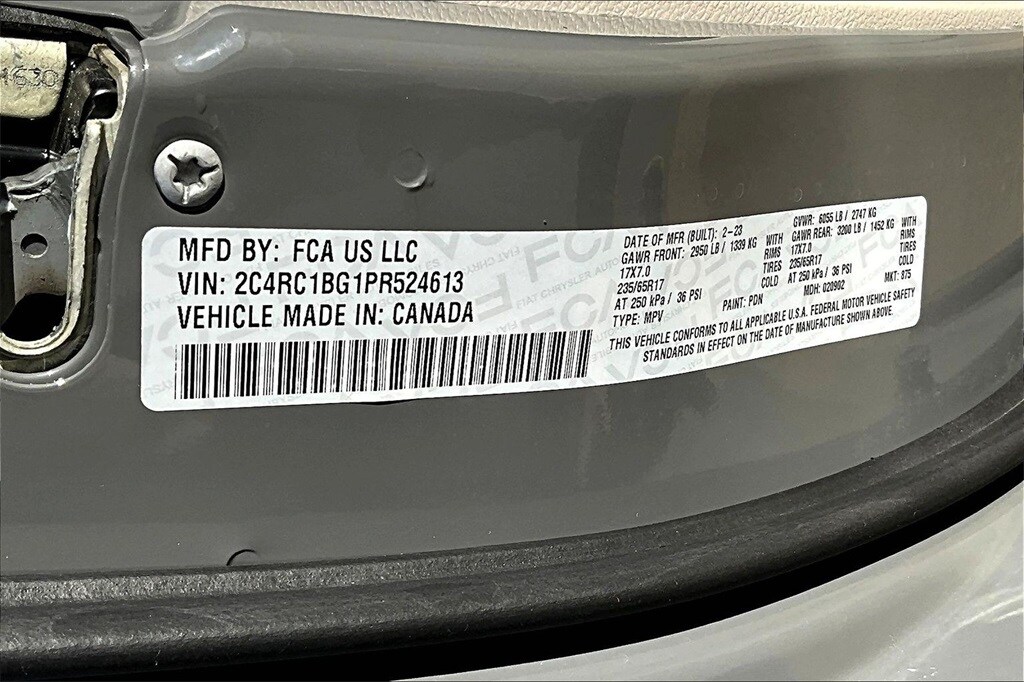 1630
MFD BY: FCA US LLC
VIN: 2C4RC1BG1PR524613
VEHICLE MADE IN: CANADA
DATE OF MFR (BUILT): 2-23 GVWR: 6055 LB / 2747 KG
GAWR FRONT: 2950 LB / 1339 KG WITH GAWR REAR: 3200 LB / 1452 KG WITH
17X7.0 RIMS 17X7.0 RIMS
235/65R17 TIRES 235/65R17 TIRES
AT 250 kPa / 36 PSI COLD AT 250 kPa / 36 PSI COLD
TYPE: MPV PAINT: PDN MDH: 020902 MKT: 875
THIS VEHICLE CONFORMS TO ALL APPLICABLE U.S.A. FEDERAL MOTOR VEHICLE SAFETY
STANDARDS IN EFFECT ON THE DATE OF MANUFACTURE SHOWN ABOVE.